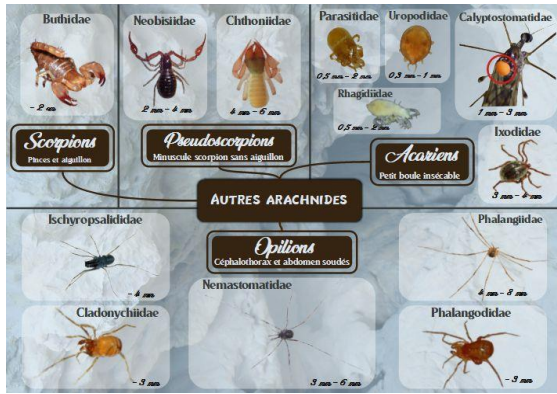 Buthidae
~ 2 cm
Scorpions
Pinces et aiguillon
Neobisiidae
2 mm - 4 mm
Chthoniidae
4 mm - 6 mm
Pseudoscorpions
Minuscule scorpion sans aiguillon
Parasitidae
0,5 mm - 2 mm
Uropodidae
0,3 mm - 1 mm
Calyptostomatidae
1 mm - 3 mm
Rhagidiidae
0,5 mm - 2 mm
Acariens
Petit boule insécable
Ixodidae
3 mm - 4 mm
AUTRES ARACHNIDES
Opilions
Céphalothorax et abdomen soudés
Ischyropsalididae
~ 4 mm
Cladonychiidae
~ 3 mm
Nemastomatidae
3 mm - 6 mm
Phalangiidae
4 mm - 8 mm
Phalangodidae
~ 3 mm